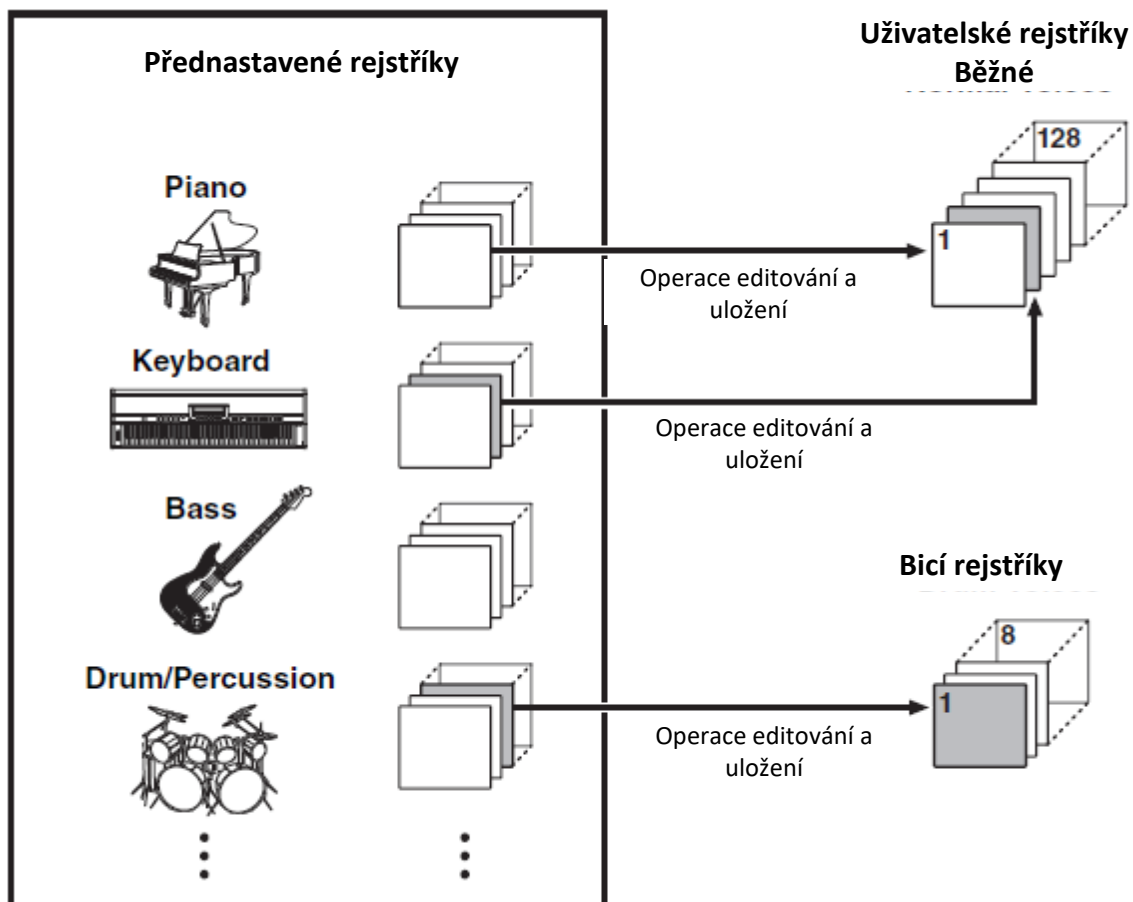 Přednastavené rejstříky
Uživatelské rejstříky
Běžné
Piano
128
1
Operace editování a
uložení
Keyboard
Operace editování a
uložení
Bass
Bicí rejstříky
8
1
Drum/Percussion
Operace editování a
uložení